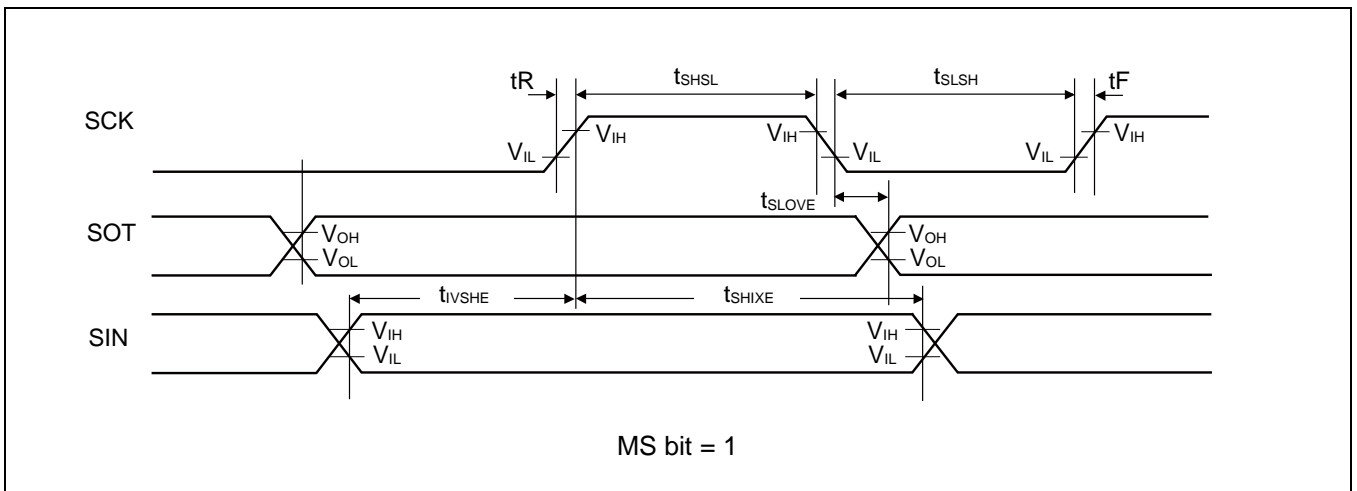 tR tSHSL tSLSH tF
SCK
VIH VIH VIH
VIL VIL VIL
tSLOVE
SOT
VOH VOH
VOL VOL
tIVSHE tSHIXE
SIN
VIH VIH
VIL VIL
MS bit = 1